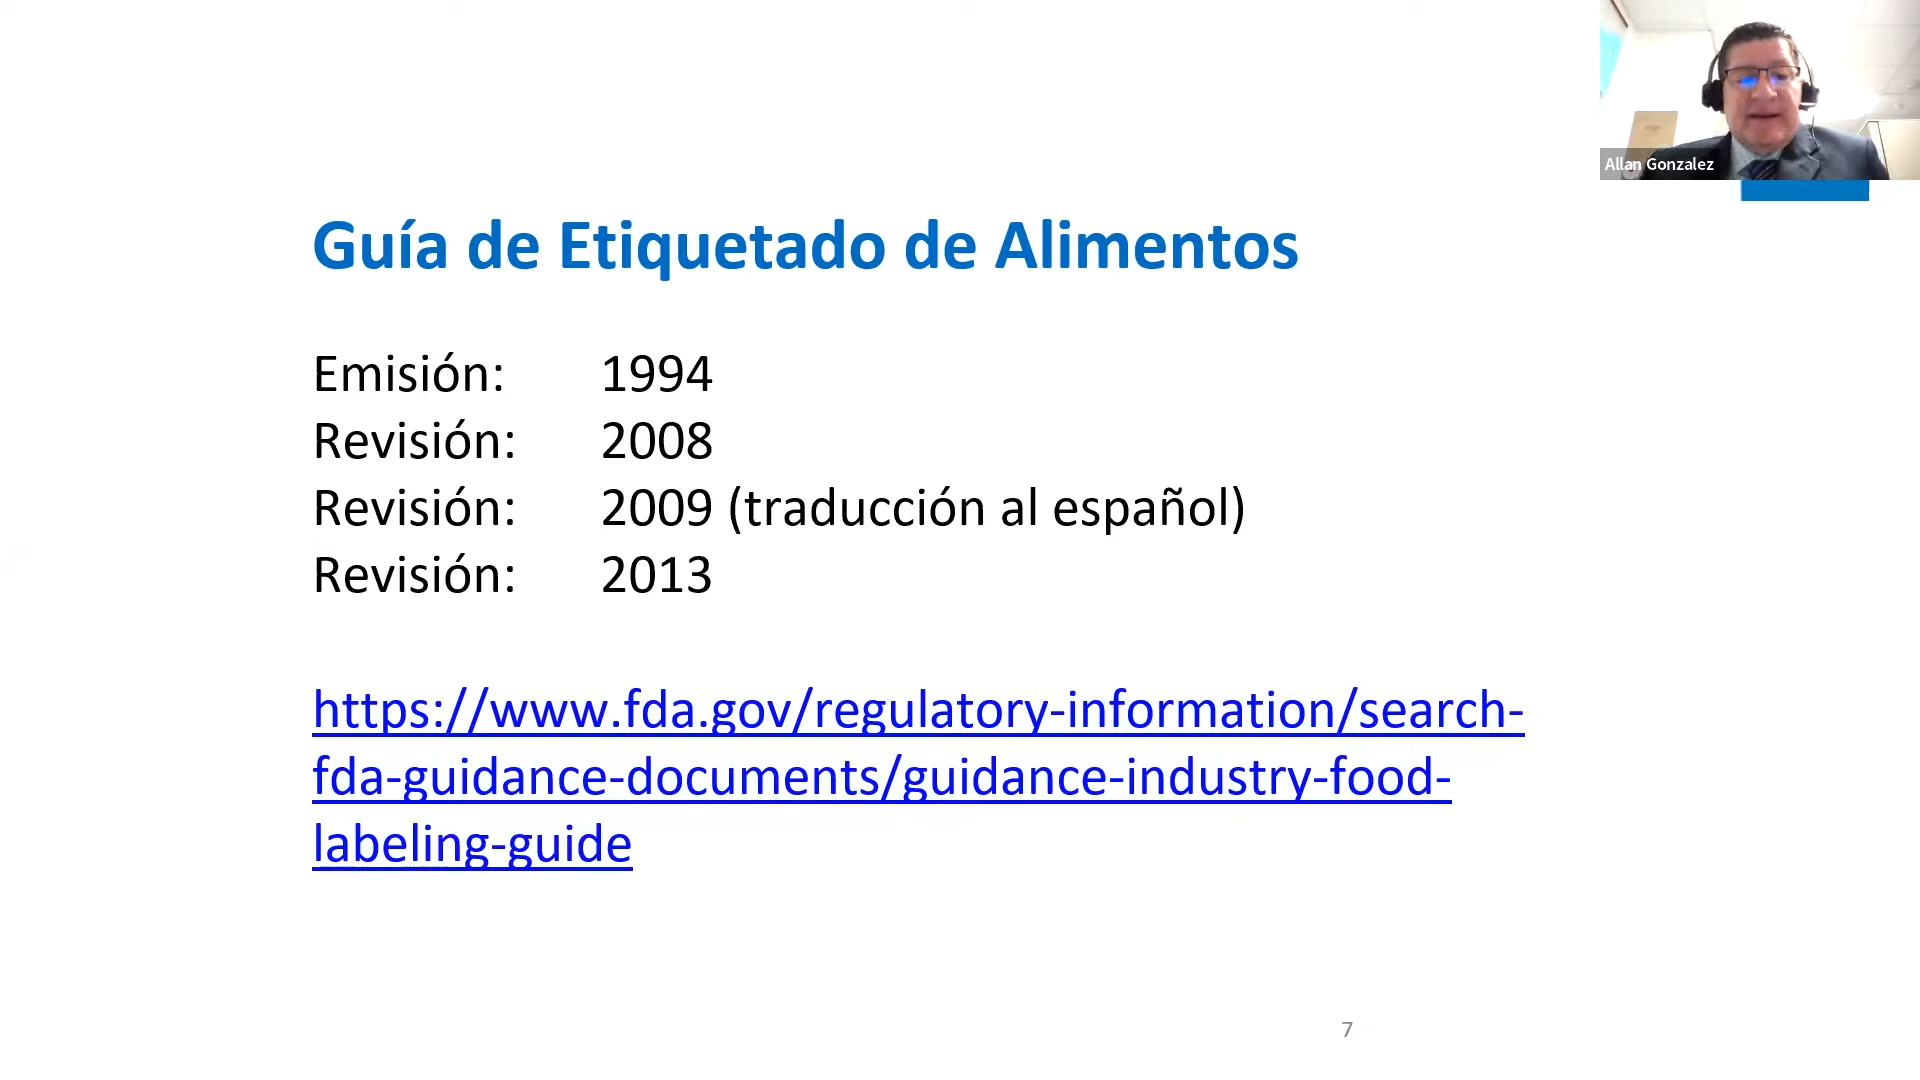 Allan Gonzalez
Guía de Etiquetado de Alimentos
Emisión: 1994
Revisión: 2008
Revisión: 2009 (traducción al español)
Revisión: 2013
https://www.fda.gov/regulatory-information/search-
fda-guidance-documents/guidance-industry-food-
labeling-guide
7